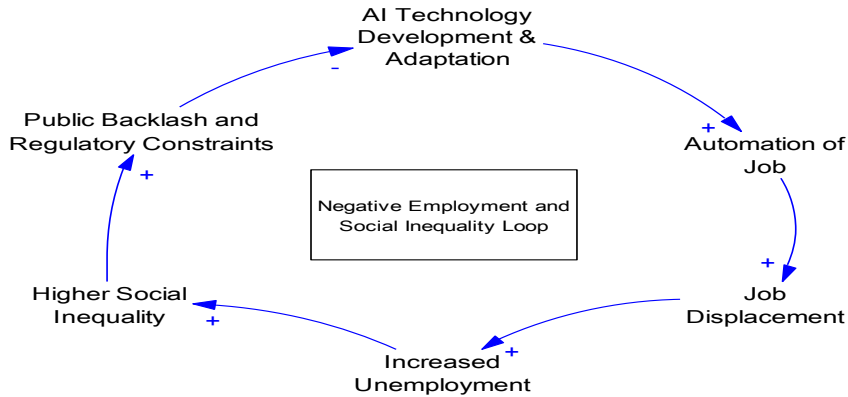 AI Technology
Development &
Adaptation
-
Public Backlash and
Regulatory Constraints
+
Automation of
Job
+
Negative Employment and
Social Inequality Loop
+
Higher Social
Inequality
+
Job
Displacement
+
Increased
Unemployment